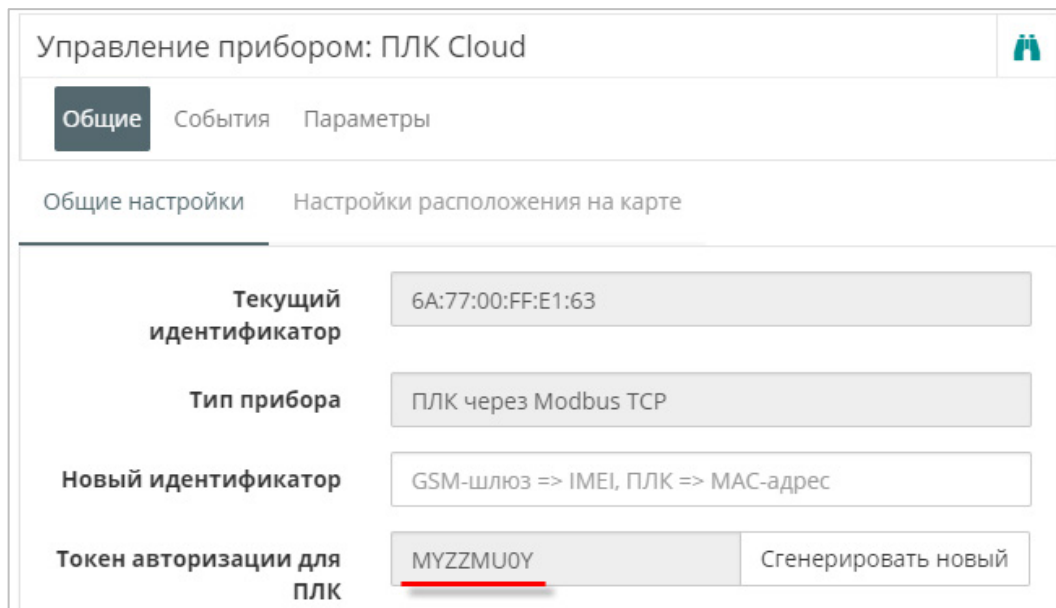 Управление прибором: ПЛК Cloud
Общие События Параметры
Общие настройки Настройки расположения на карте
Текущий
идентификатор
6A:77:00:FF:E1:63
Тип прибора
ПЛК через Modbus TCP
Новый идентификатор
GSM-шлюз => IMEI, ПЛК => MAC-адрес
Токен авторизации для
ПЛК
MYZZMU0Y
Сгенерировать новый